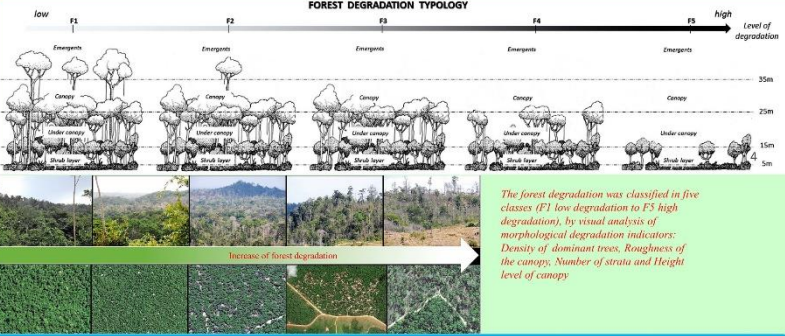 FOREST DEGRADATION TYPOLOGY
low
high
F1
F2
F3
F4
F5
Level of
degradation
Emergents
Emergents
Emergents
Emergents
Emergents
35m
Canopy
Canopy
Canopy
Canopy
Canopy
25m
Under canopy
Under canopy
Under canopy
Under canopy
Under canopy
15m
4
Shrub layer
Shrub layer
Shrub layer
Shrub layer
Shrub layer
5m
The forest degradation was classified in five
classes (F1 low degradation to F5 high
degradation), by visual analysis of
morphological degradation indicators:
Density of dominant trees, Roughness of
the canopy, Number of strata and Height
level of canopy
Increase of forest degradation